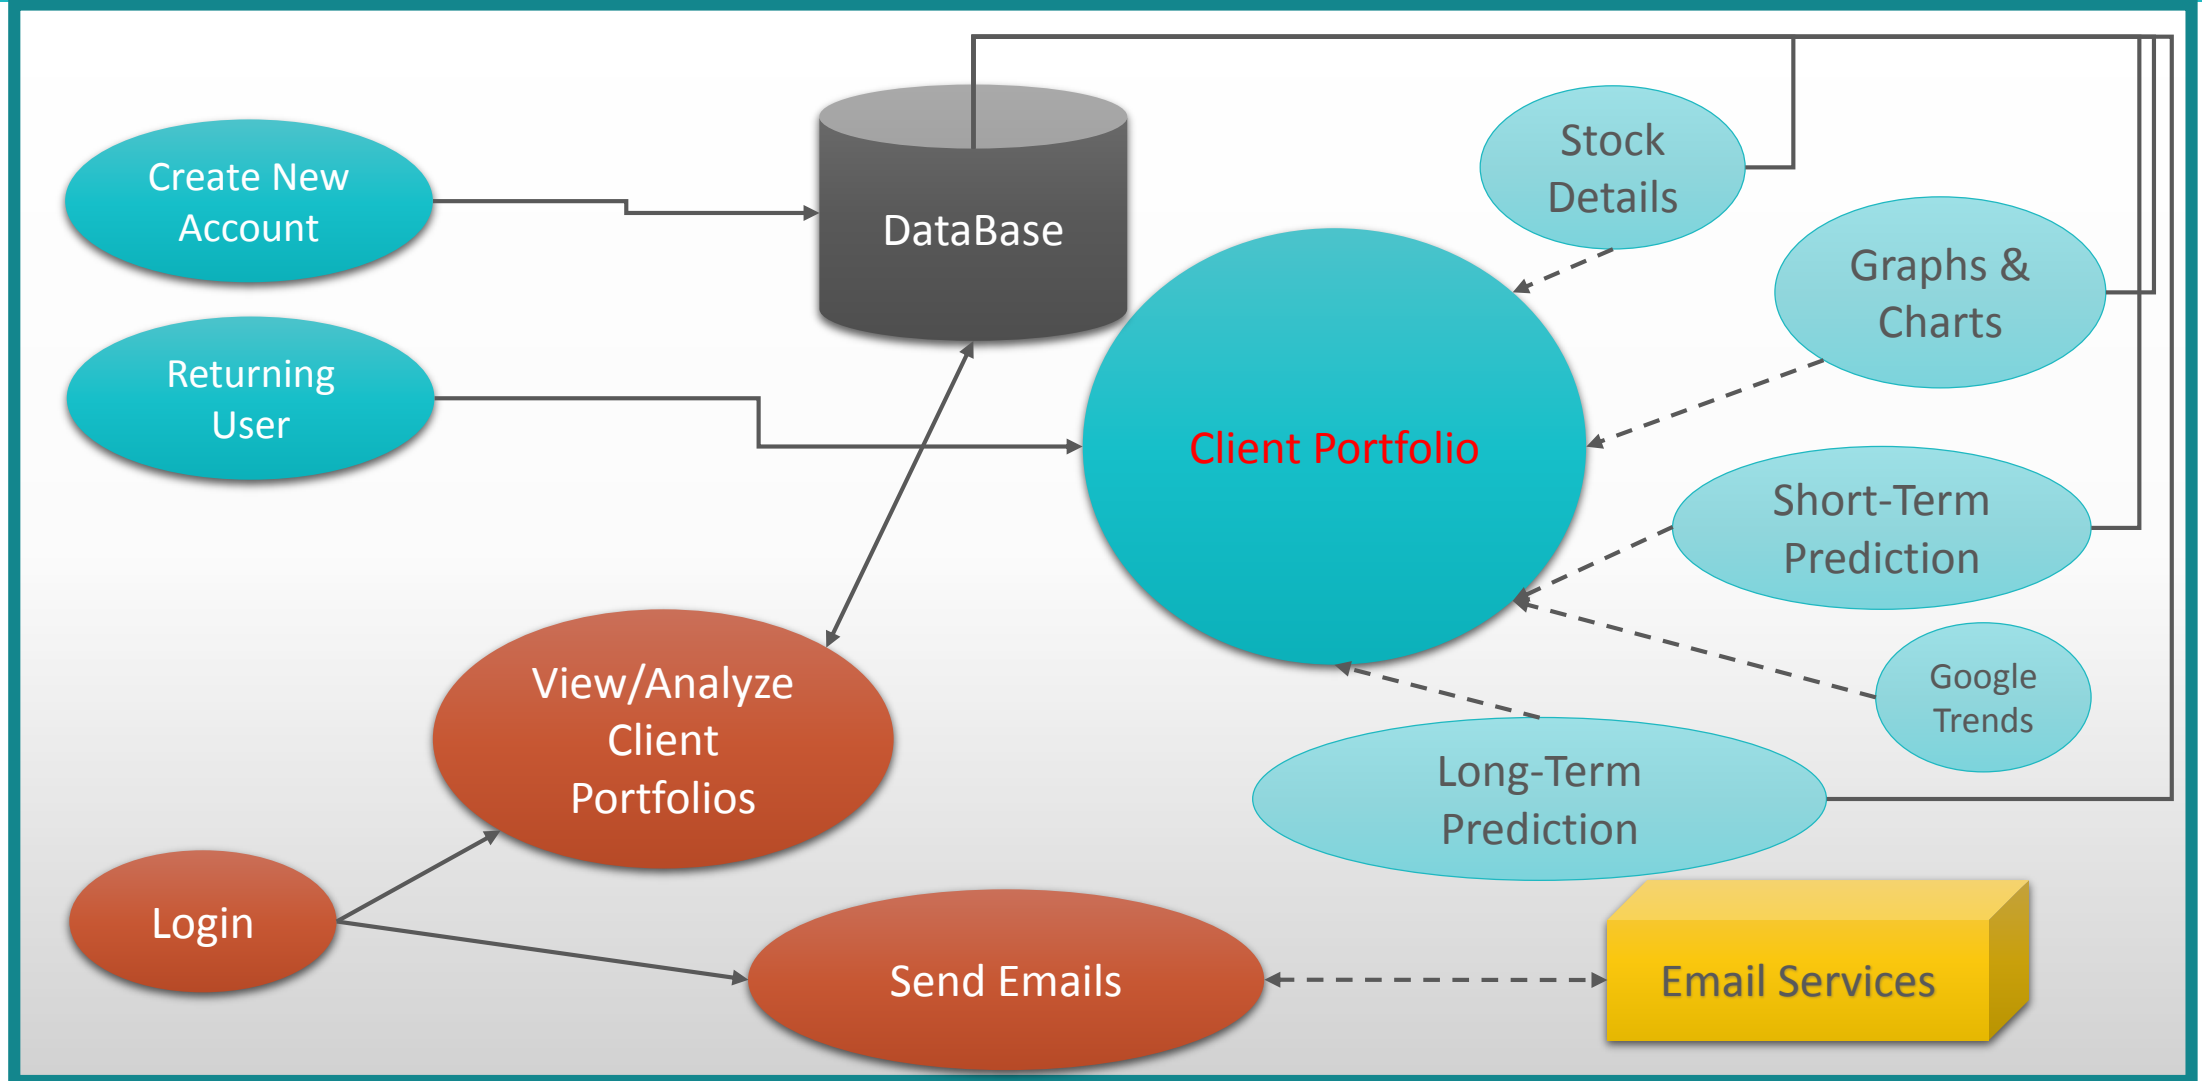 Create New
Account
DataBase
Stock
Details
Graphs &
Charts
Returning
User
Client Portfolio
Short-Term
Prediction
View/Analyze
Client
Portfolios
Google
Trends
Long-Term
Prediction
Login
Send Emails
Email Services